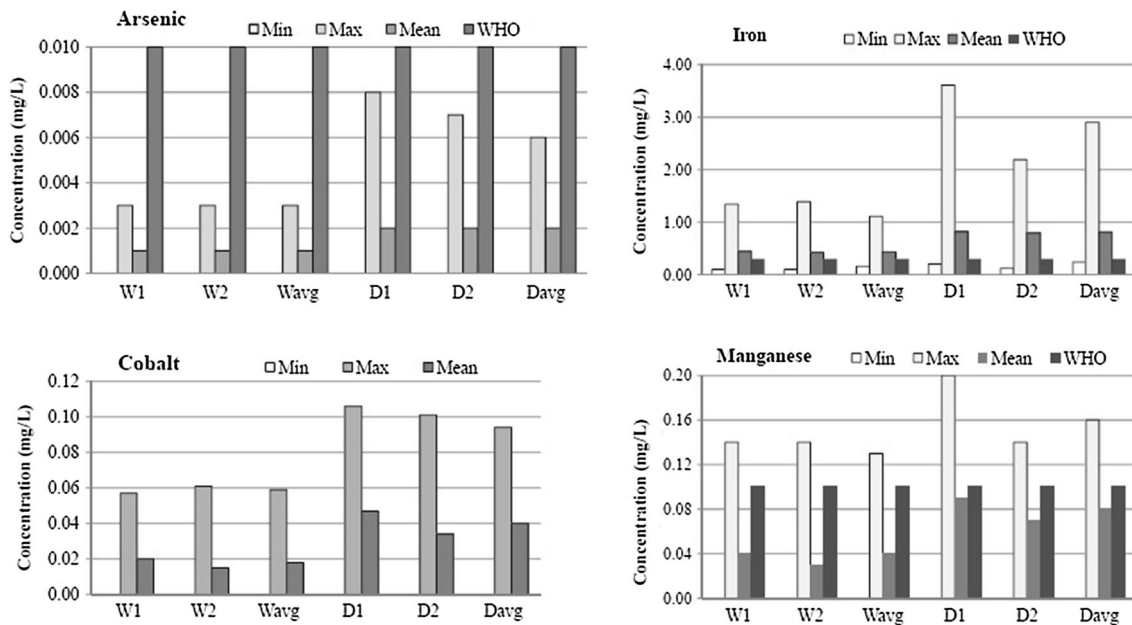 Arsenic
Min Max Mean WHO
Concentration (mg/L)
0.010
0.008
0.006
0.004
0.002
0.000
W1 W2 Wavg D1 D2 Davg
Iron
Min Max Mean WHO
Concentration (mg/L)
4.00
3.00
2.00
1.00
0.00
W1 W2 Wavg D1 D2 Davg
Cobalt
Min Max Mean
Concentration (mg/L)
0.12
0.10
0.08
0.06
0.04
0.02
0.00
W1 W2 Wavg D1 D2 Davg
Manganese
Min Max Mean WHO
Concentration (mg/L)
0.20
0.16
0.12
0.08
0.04
0.00
W1 W2 Wavg D1 D2 Davg